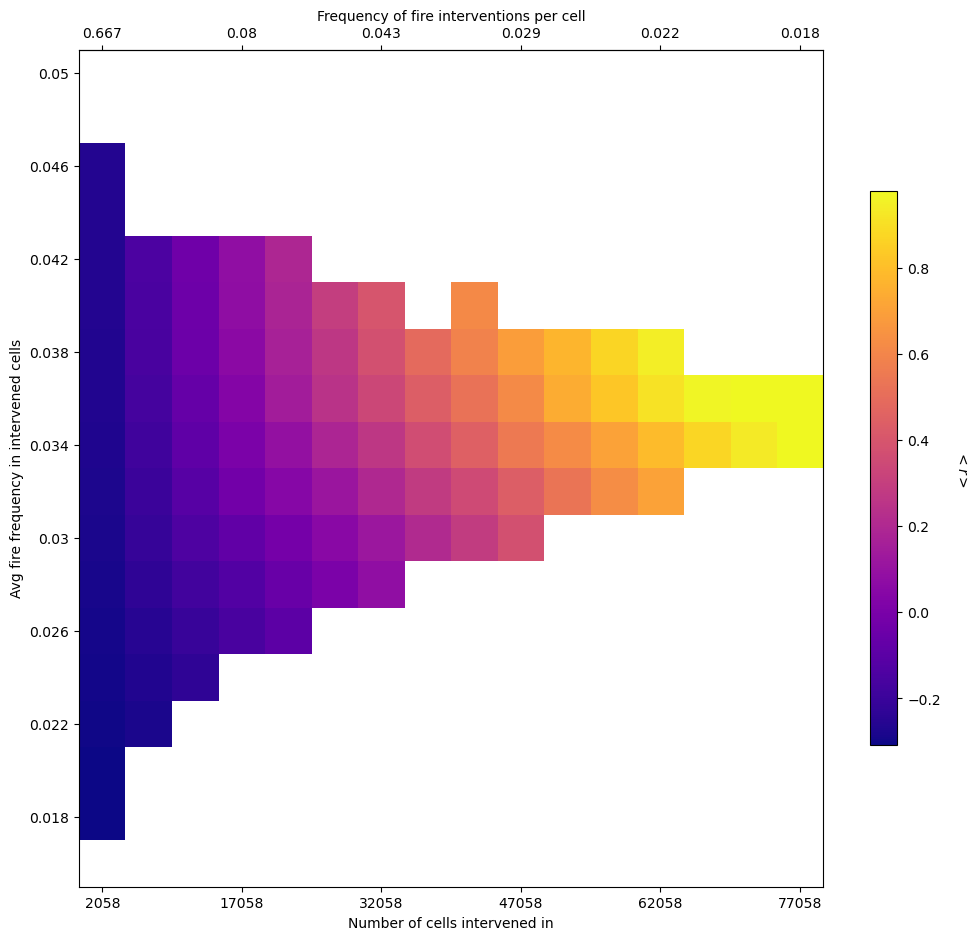 Frequency of fire interventions per cell
0.667 0.08 0.043 0.029 0.022 0.018
0.05
0.046
0.042
0.038
0.034
0.03
0.026
0.022
0.018
Avg fire frequency in intervened cells
2058 17058 32058 47058 62058 77058
Number of cells intervened in
0.8
0.6
0.4
0.2
0.0
−0.2
< r >